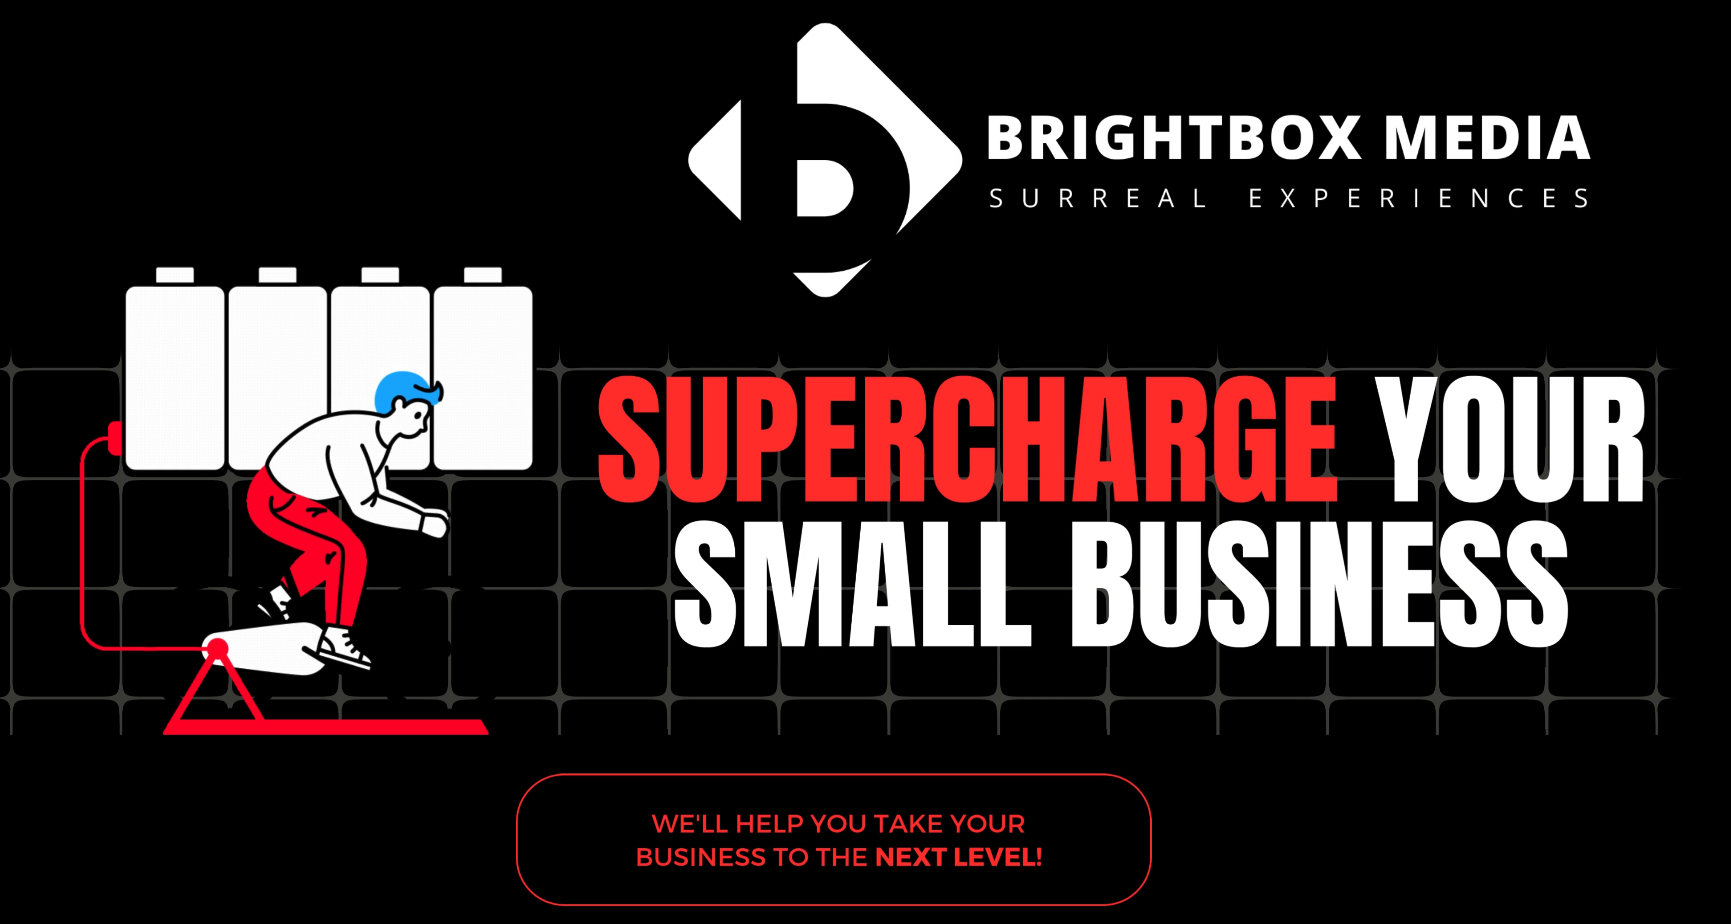 BRIGHTBOX MEDIA
SURREAL EXPERIENCES
SUPERCHARGE YOUR
SMALL BUSINESS
WE'LL HELP YOU TAKE YOUR
BUSINESS TO THE NEXT LEVEL!